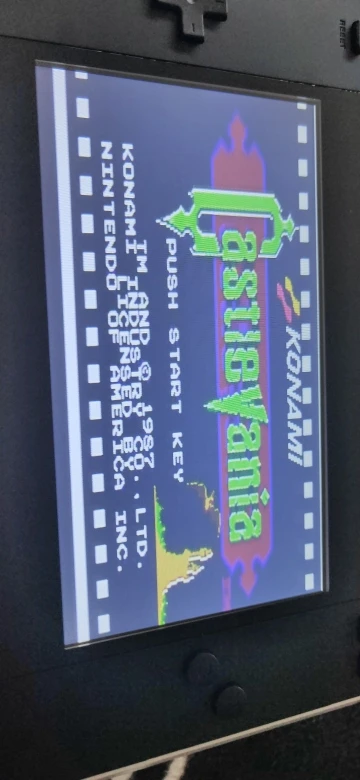 KONAMI
Castlevania
PUSH START KEY
TM AND © 1987
KONAMI INDUSTRY CO., LTD.
LICENSED BY
NINTENDO OF AMERICA INC.